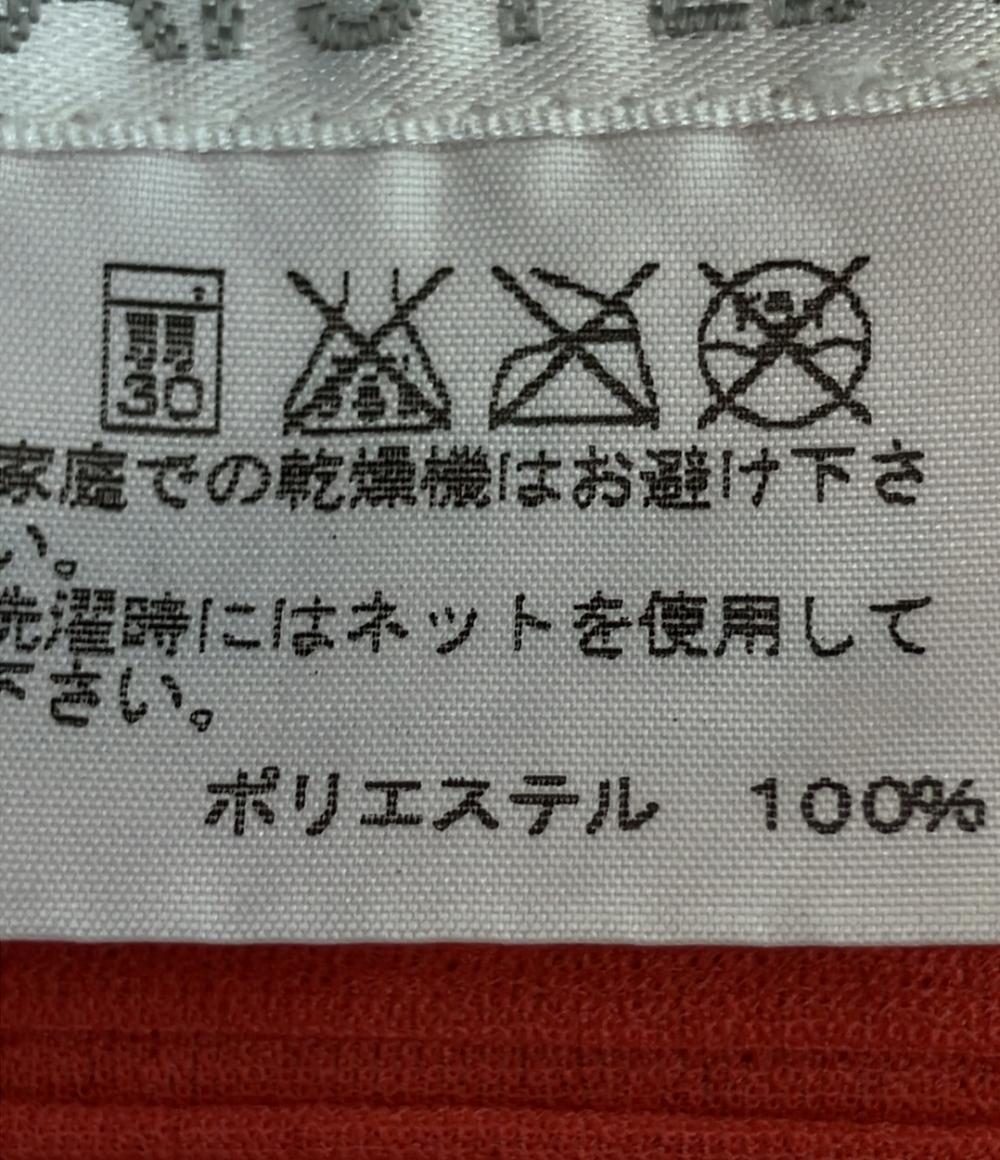 30
家庭での乾燥機はお避け下さ
い。
洗濯時にはネットを使用して
下さい。
ポリエステル 100%